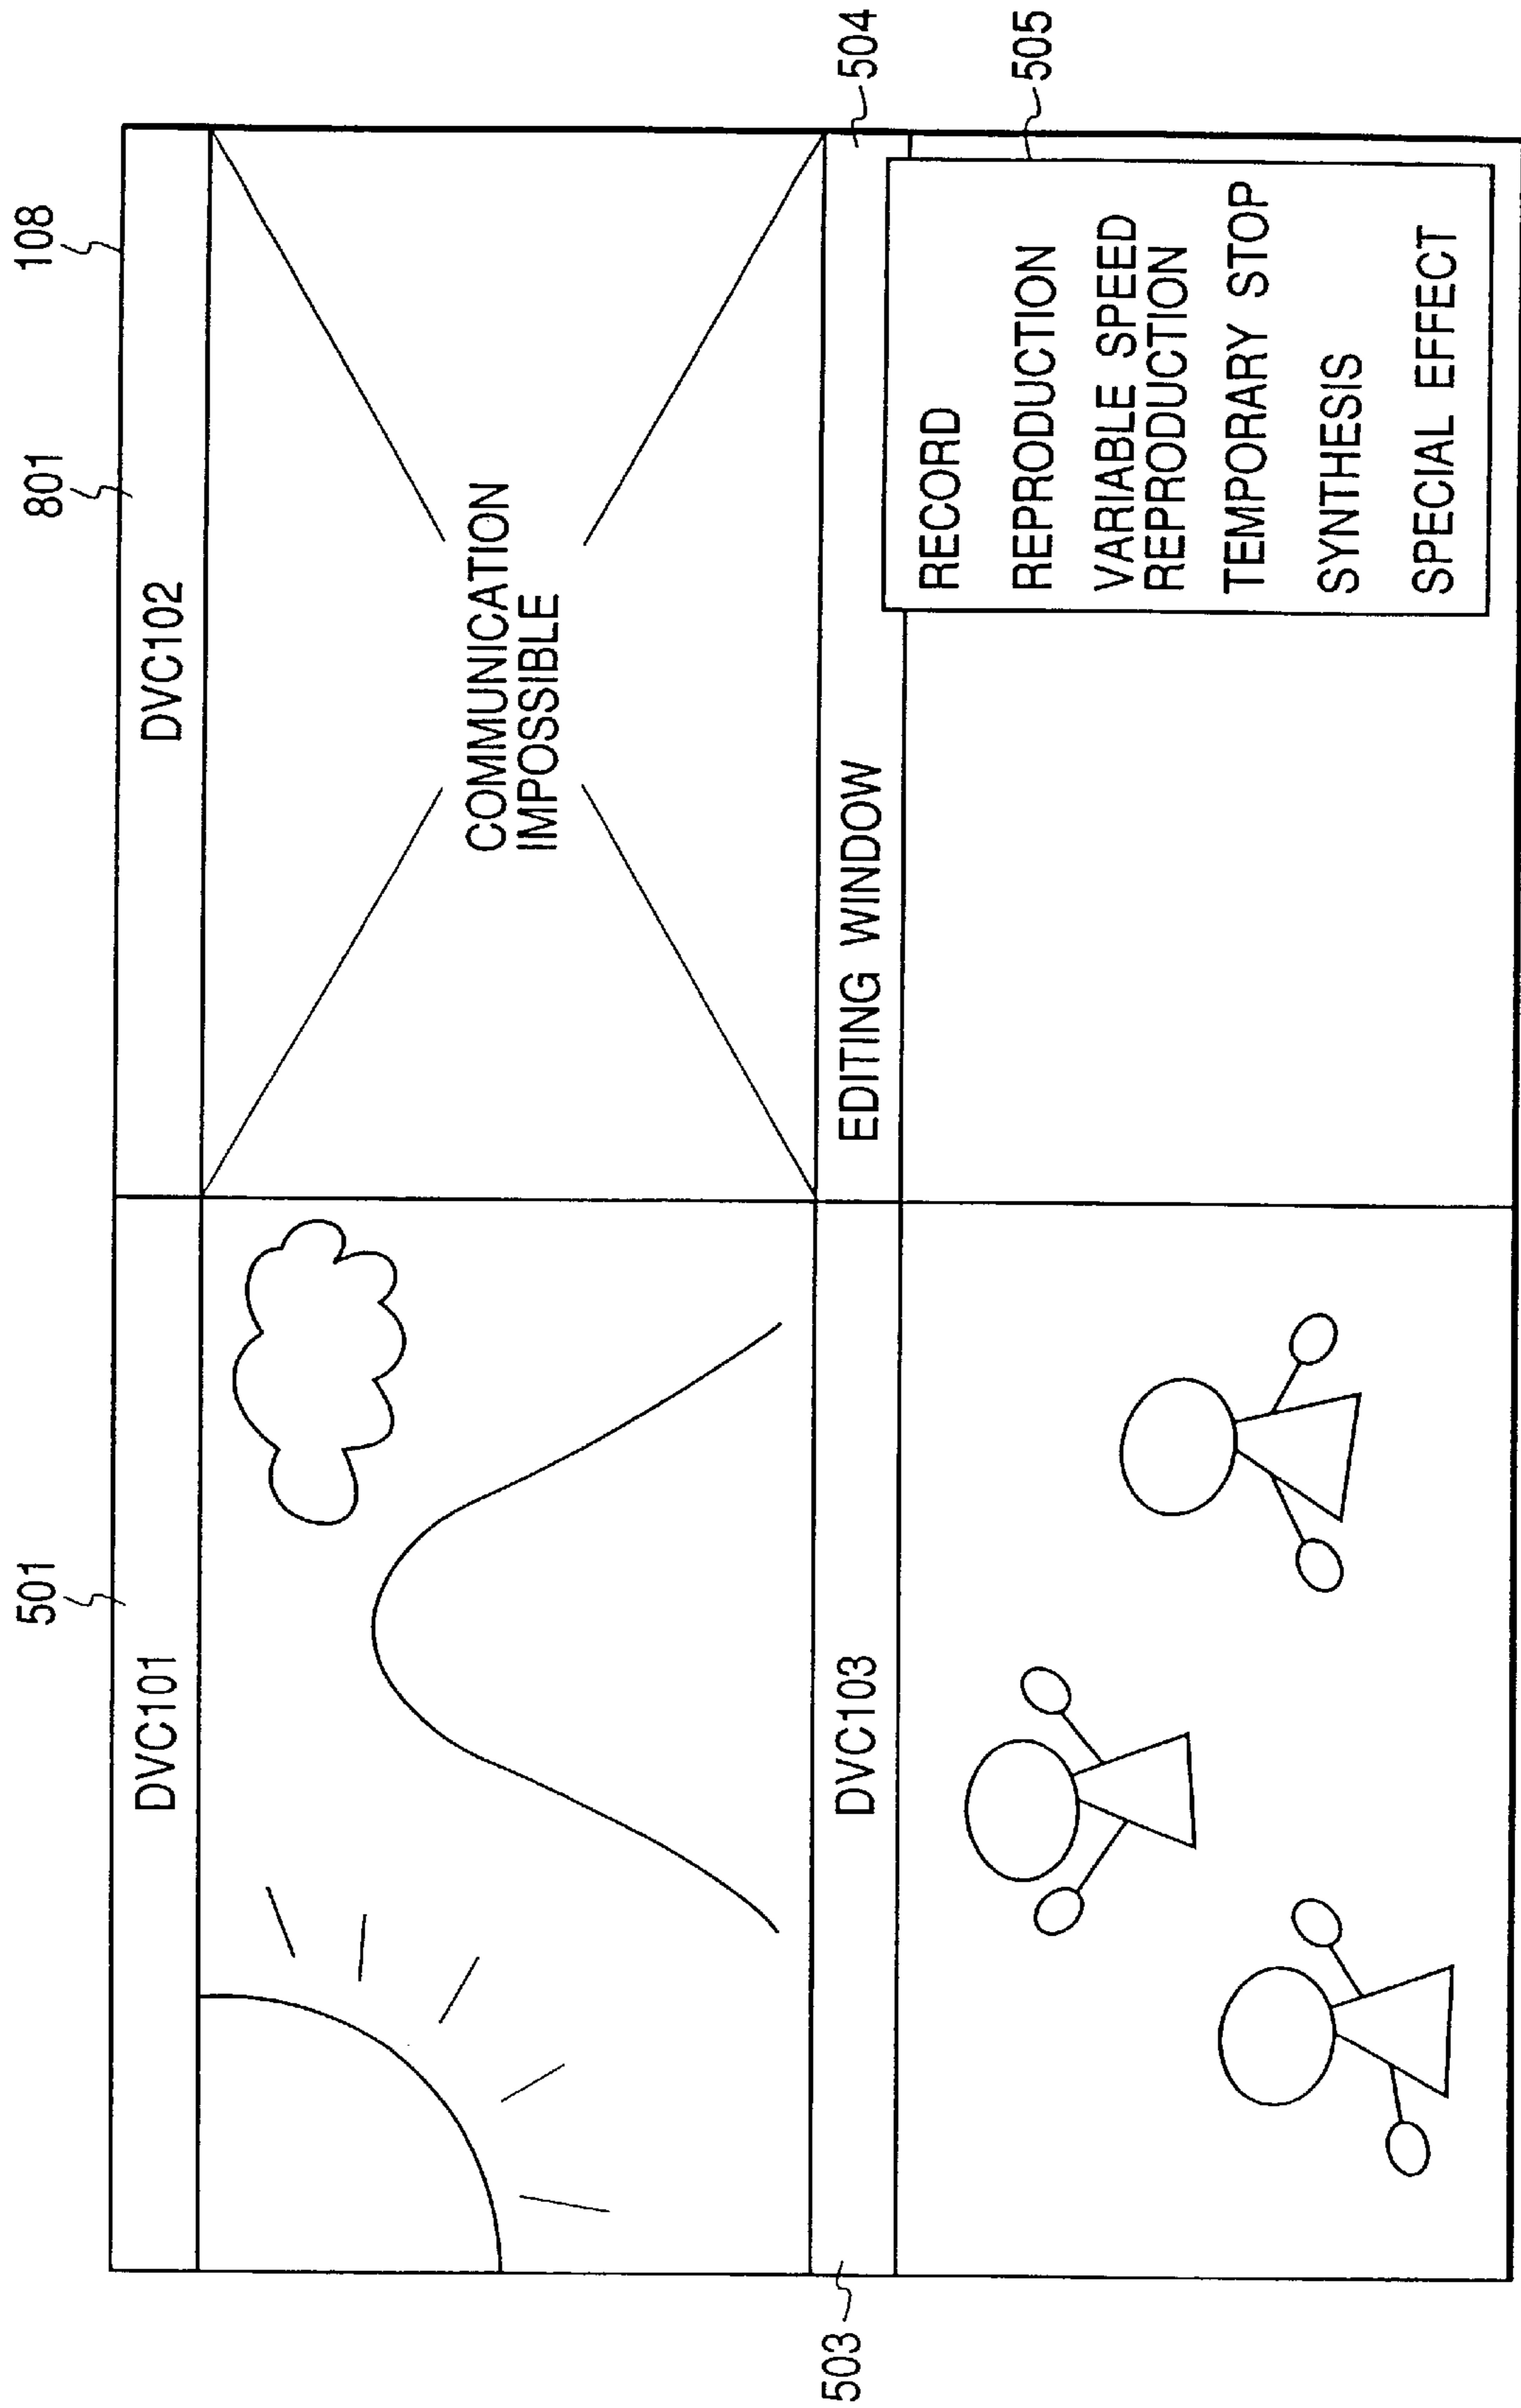 108
801
501
DVC101
DVC102
COMMUNICATION
IMPOSSIBLE
503
DVC103
EDITING WINDOW
504
505
RECORD
REPRODUCTION
VARIABLE SPEED
REPRODUCTION
TEMPORARY STOP
SYNTHESIS
SPECIAL EFFECT